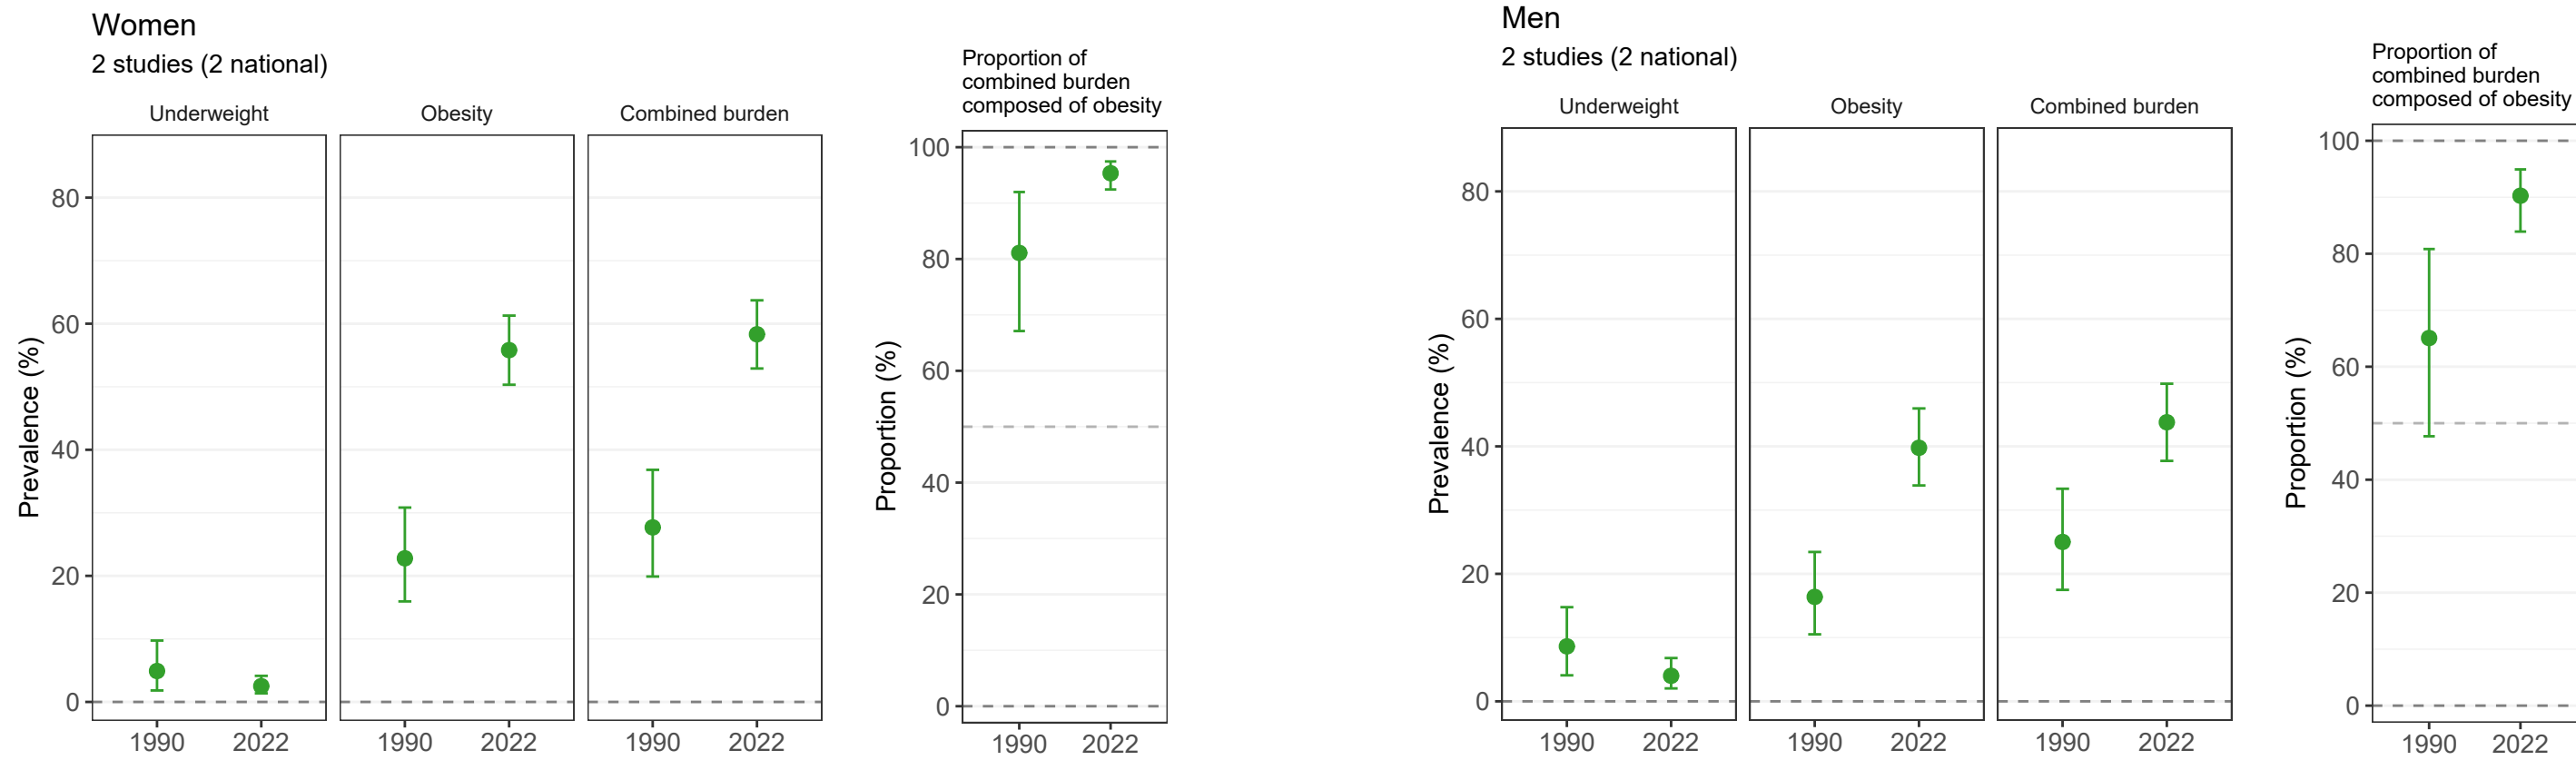 Women
2 studies (2 national)
Underweight
Obesity
Combined burden
Prevalence (%)
80
60
40
20
0
1990 2022
1990 2022
1990 2022
Proportion of
combined burden
composed of obesity
Proportion (%)
100
80
60
40
20
0
1990 2022
Men
2 studies (2 national)
Underweight
Obesity
Combined burden
Prevalence (%)
80
60
40
20
0
1990 2022
1990 2022
1990 2022
Proportion of
combined burden
composed of obesity
Proportion (%)
100
80
60
40
20
0
1990 2022